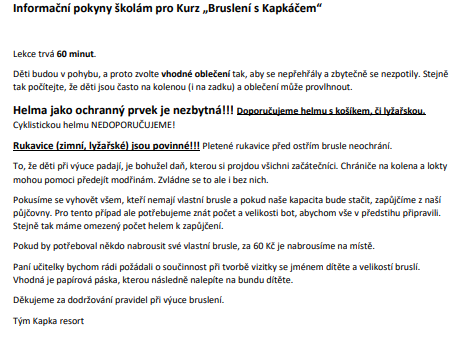 Informační pokyny školám pro Kurz „Bruslení s Kapkáčem“
Lekce trvá 60 minut.
Děti budou v pohybu, a proto zvolte vhodné oblečení tak, aby se nepřehřály a zbytečně se nezpotily. Stejně
tak počítejte, že děti jsou často na kolenou (i na zadku) a oblečení může provlhnout.
Helma jako ochranný prvek je nezbytná!!! Doporučujeme helmu s košíkem, či lyžařskou.
Cyklistickou helmu NEDOPORUČUJEME!
Rukavice (zimní, lyžařské) jsou povinné!!! Pletené rukavice před ostřím brusle neochrání.
To, že děti při výuce padají, je bohužel daň, kterou si projdou všichni začátečníci. Chrániče na kolena a lokty
mohou pomoci předejít modřinám. Zvládne se to ale i bez nich.
Pokusíme se vyhovět všem, kteří nemají vlastní brusle a pokud naše kapacita bude stačit, zapůjčíme z naší
půjčovny. Pro tento případ ale potřebujeme znát počet a velikosti bot, abychom vše v předstihu připravili.
Stejně tak máme omezený počet helem k zapůjčení.
Pokud by potřeboval někdo nabrousit své vlastní brusle, za 60 Kč je nabrousíme na místě.
Paní učitelky bychom rádi požádali o součinnost při tvorbě vizitky se jménem dítěte a velikostí bruslí.
Vhodná je papírová páska, kterou následně nalepíte na bundu dítěte.
Děkujeme za dodržování pravidel při výuce bruslení.
Tým Kapka resort